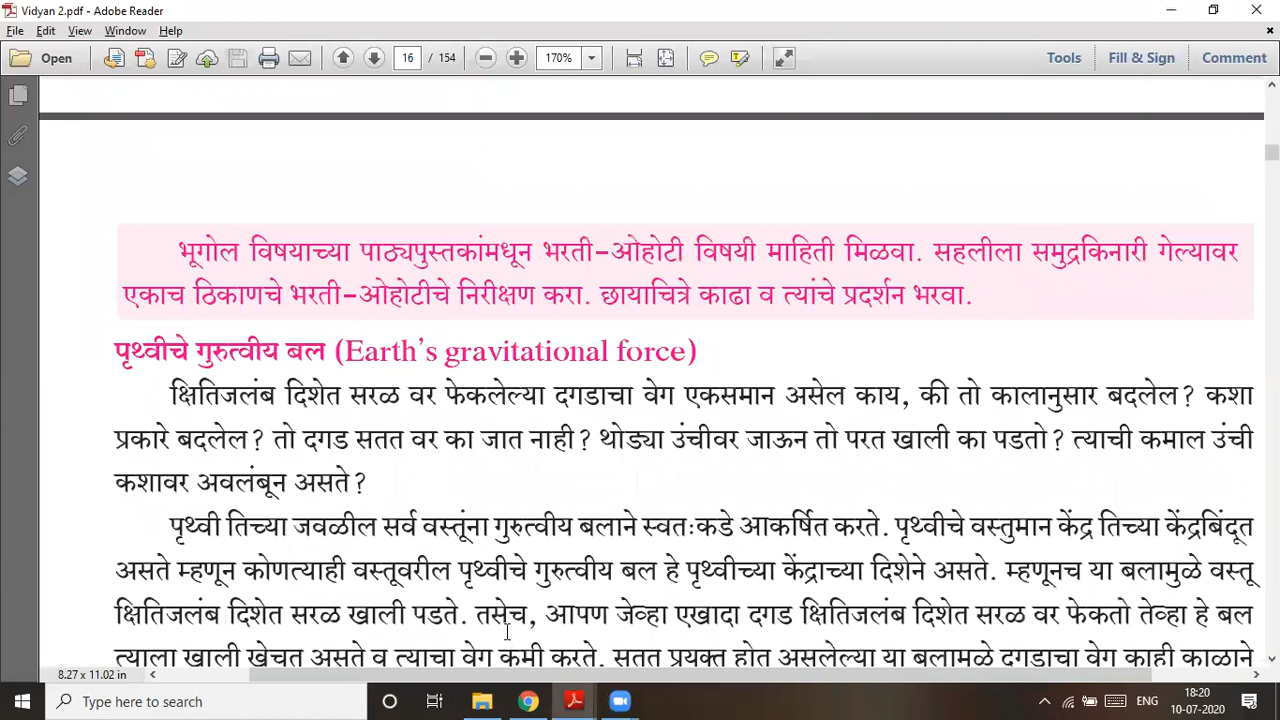 Vidyan 2.pdf - Adobe Reader
File Edit View Window Help
Open 16 / 154 170% Tools Fill & Sign Comment
भूगोल विषयाच्या पाठ्यपुस्तकांमधून भरती-ओहोटी विषयी माहिती मिळवा. सहलीला समुद्रकिनारी गेल्यावर
एकाच ठिकाणचे भरती-ओहोटीचे निरीक्षण करा. छायाचित्रे काढा व त्यांचे प्रदर्शन भरवा.
पृथ्वीचे गुरुत्वीय बल (Earth's gravitational force)
क्षितिजलंब दिशेत सरळ वर फेकलेल्या दगडाचा वेग एकसमान असेल काय, की तो कालानुसार बदलेल? कशा
प्रकारे बदलेल? तो दगड सतत वर का जात नाही? थोड्या उंचीवर जाऊन तो परत खाली का पडतो? त्याची कमाल उंची
कशावर अवलंबून असते?
पृथ्वी तिच्या जवळील सर्व वस्तूंना गुरुत्वीय बलाने स्वतःकडे आकर्षित करते. पृथ्वीचे वस्तुमान केंद्र तिच्या केंद्रबिंदूत
असते म्हणून कोणत्याही वस्तूवरील पृथ्वीचे गुरुत्वीय बल हे पृथ्वीच्या केंद्राच्या दिशेने असते. म्हणूनच या बलामुळे वस्तू
क्षितिजलंब दिशेत सरळ खाली पडते. तसेच, आपण जेव्हा एखादा दगड क्षितिजलंब दिशेत सरळ वर फेकतो तेव्हा हे बल
त्याला खाली खेचत असते व त्याचा वेग कमी करते. सतत प्रयुक्त होत असलेल्या या बलामुळे दगडाचा वेग काही काळाने
8.27 x 11.02 in
Type here to search ENG 18:20
10-07-2020